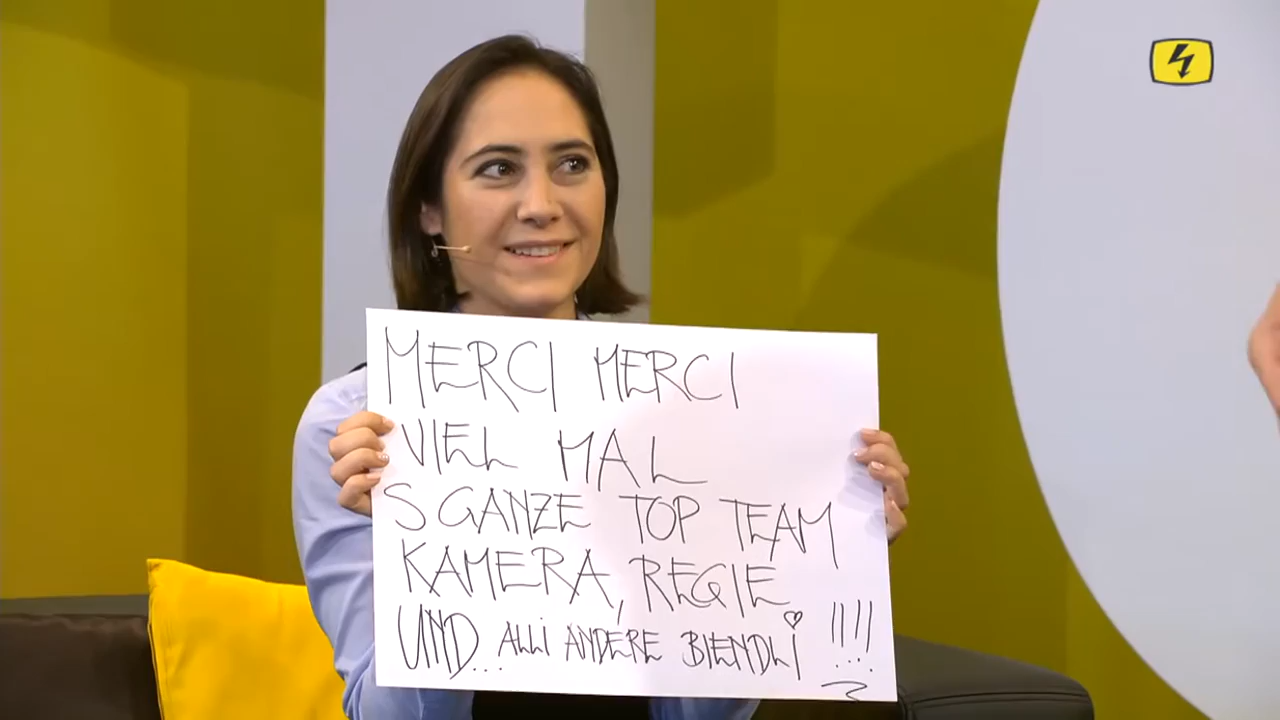 MERCI MERCI
VIEL MAL
S GANZE TOP TEAM
KAMERA, REGIE
UND... ALLI ANDERE BIENDLI !!!!